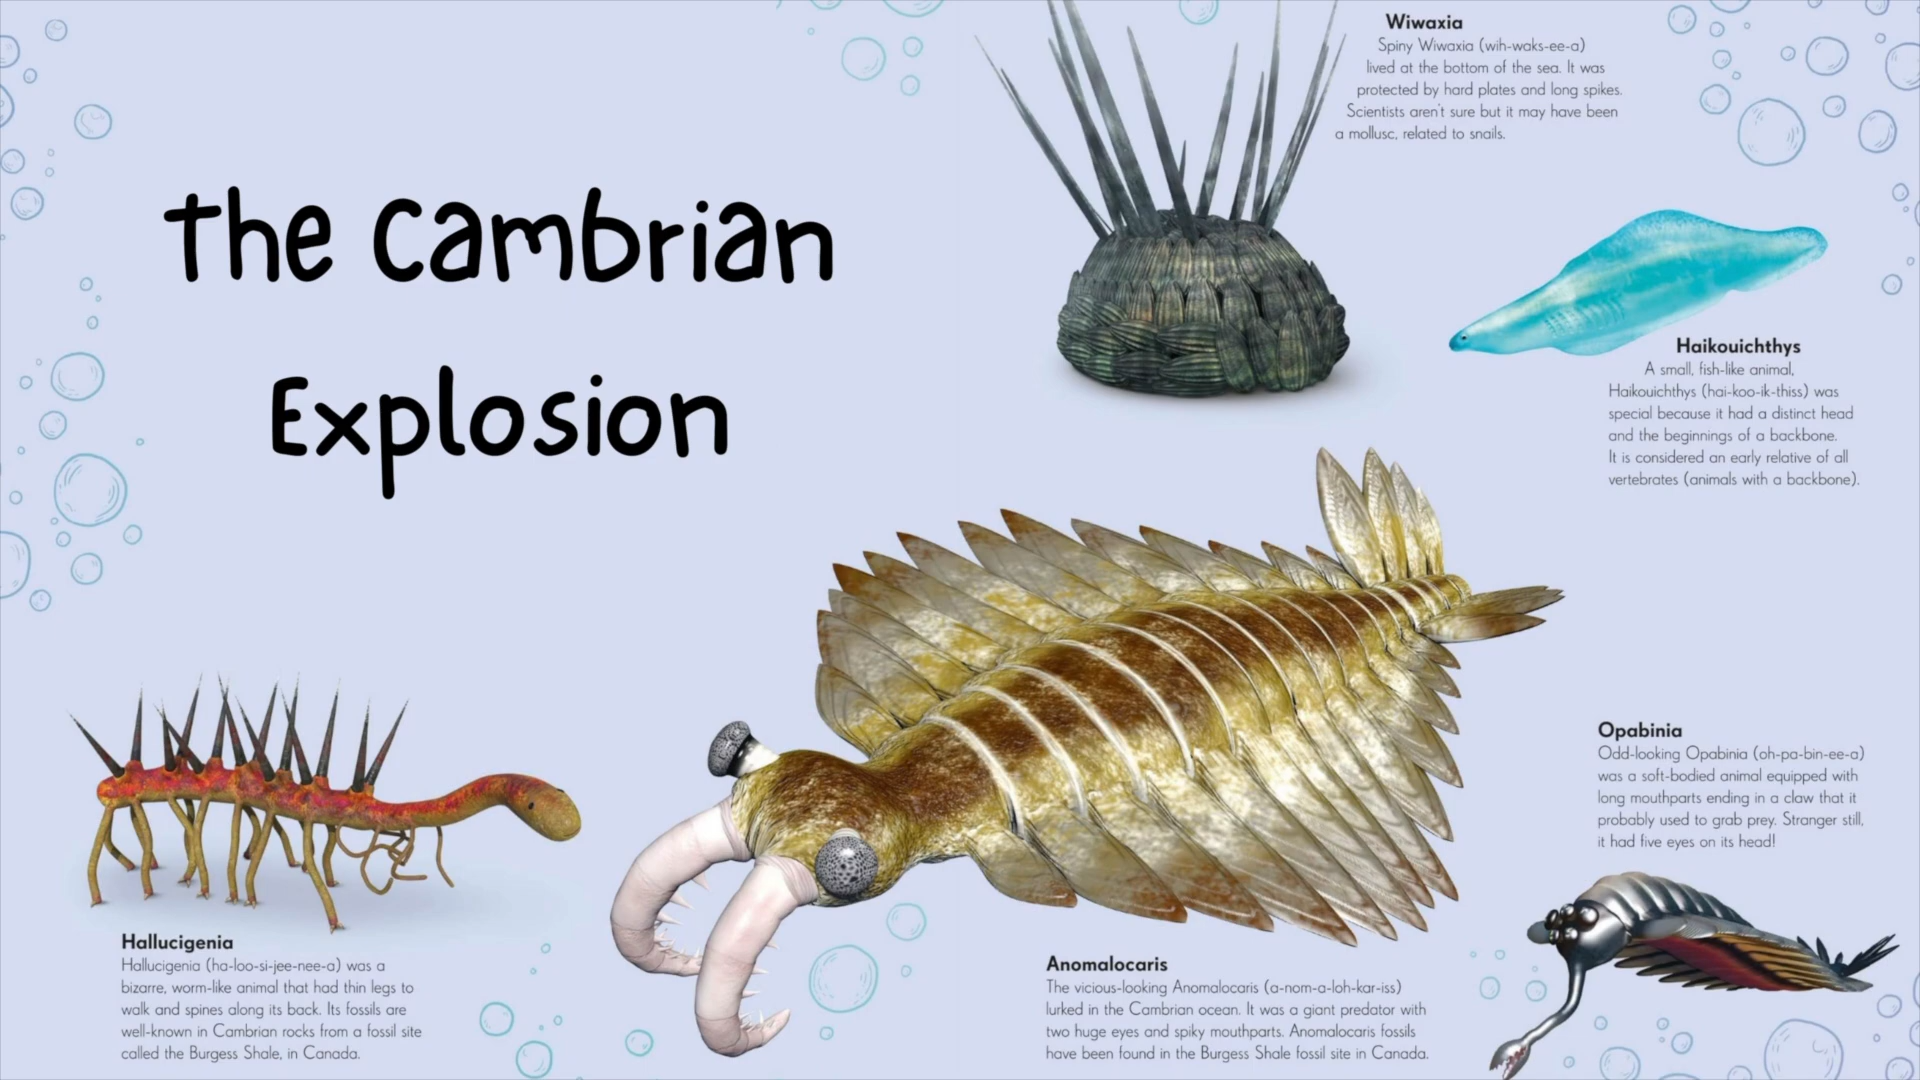 The Cambrian
Explosion
Wiwaxia
Spiny Wiwaxia (wih-waks-ee-a)
lived at the bottom of the sea. It was
protected by hard plates and long spikes.
Scientists aren't sure but it may have been
a mollusc, related to snails.
Haikouichthys
A small, fish-like animal,
Haikouichthys (hai-koo-ik-thiss) was
special because it had a distinct head
and the beginnings of a backbone.
It is considered an early relative of all
vertebrates (animals with a backbone).
Opabinia
Odd-looking Opabinia (oh-pa-bin-ee-a)
was a soft-bodied animal equipped with
long mouthparts ending in a claw that it
probably used to grab prey. Stranger still,
it had five eyes on its head!
Hallucigenia
Hallucigenia (ha-loo-si-jee-nee-a) was a
bizarre, worm-like animal that had thin legs to
walk and spines along its back. Its fossils are
well-known in Cambrian rocks from a fossil site
called the Burgess Shale, in Canada.
Anomalocaris
The vicious-looking Anomalocaris (a-nom-a-loh-kar-iss)
lurked in the Cambrian ocean. It was a giant predator with
two huge eyes and spiky mouthparts. Anomalocaris fossils
have been found in the Burgess Shale fossil site in Canada.